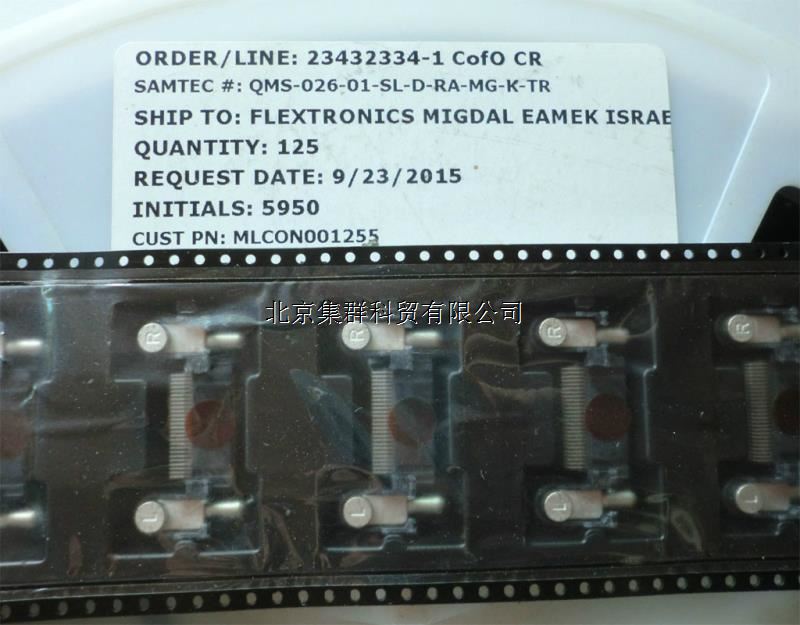 ORDER/LINE: 23432334-1 CofO CR
SAMTEC #: QMS-026-01-SL-D-RA-MG-K-TR
SHIP TO: FLEXTRONICS MIGDAL EAMEK ISRAE
QUANTITY: 125
REQUEST DATE: 9/23/2015
INITIALS: 5950
CUST PN: MLCON001255
北京集群科贸有限公司
R R R R
L L L L